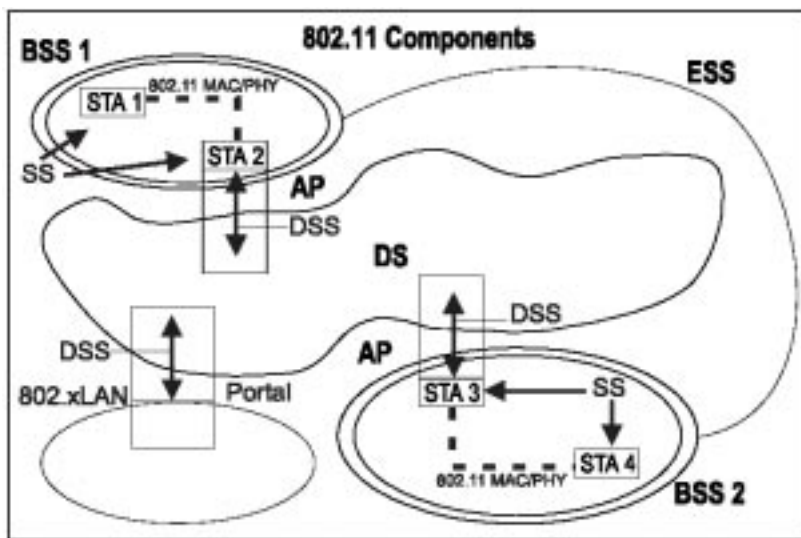 802.11 Components
BSS 1
ESS
802.11 MAC/PHY
STA 1
STA 2
SS
AP
DSS
DS
DSS
DSS
AP
802.xLAN
Portal
STA 3
SS
STA 4
802.11 MAC/PHY
BSS 2